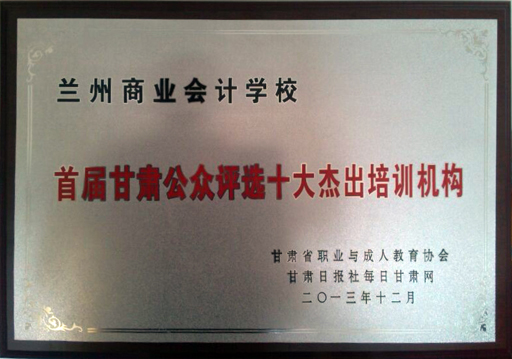 兰州商业会计学校
首届甘肃公众评选十大杰出培训机构
甘肃省职业与成人教育协会
甘肃日报社每日甘肃网
二〇一三年十二月